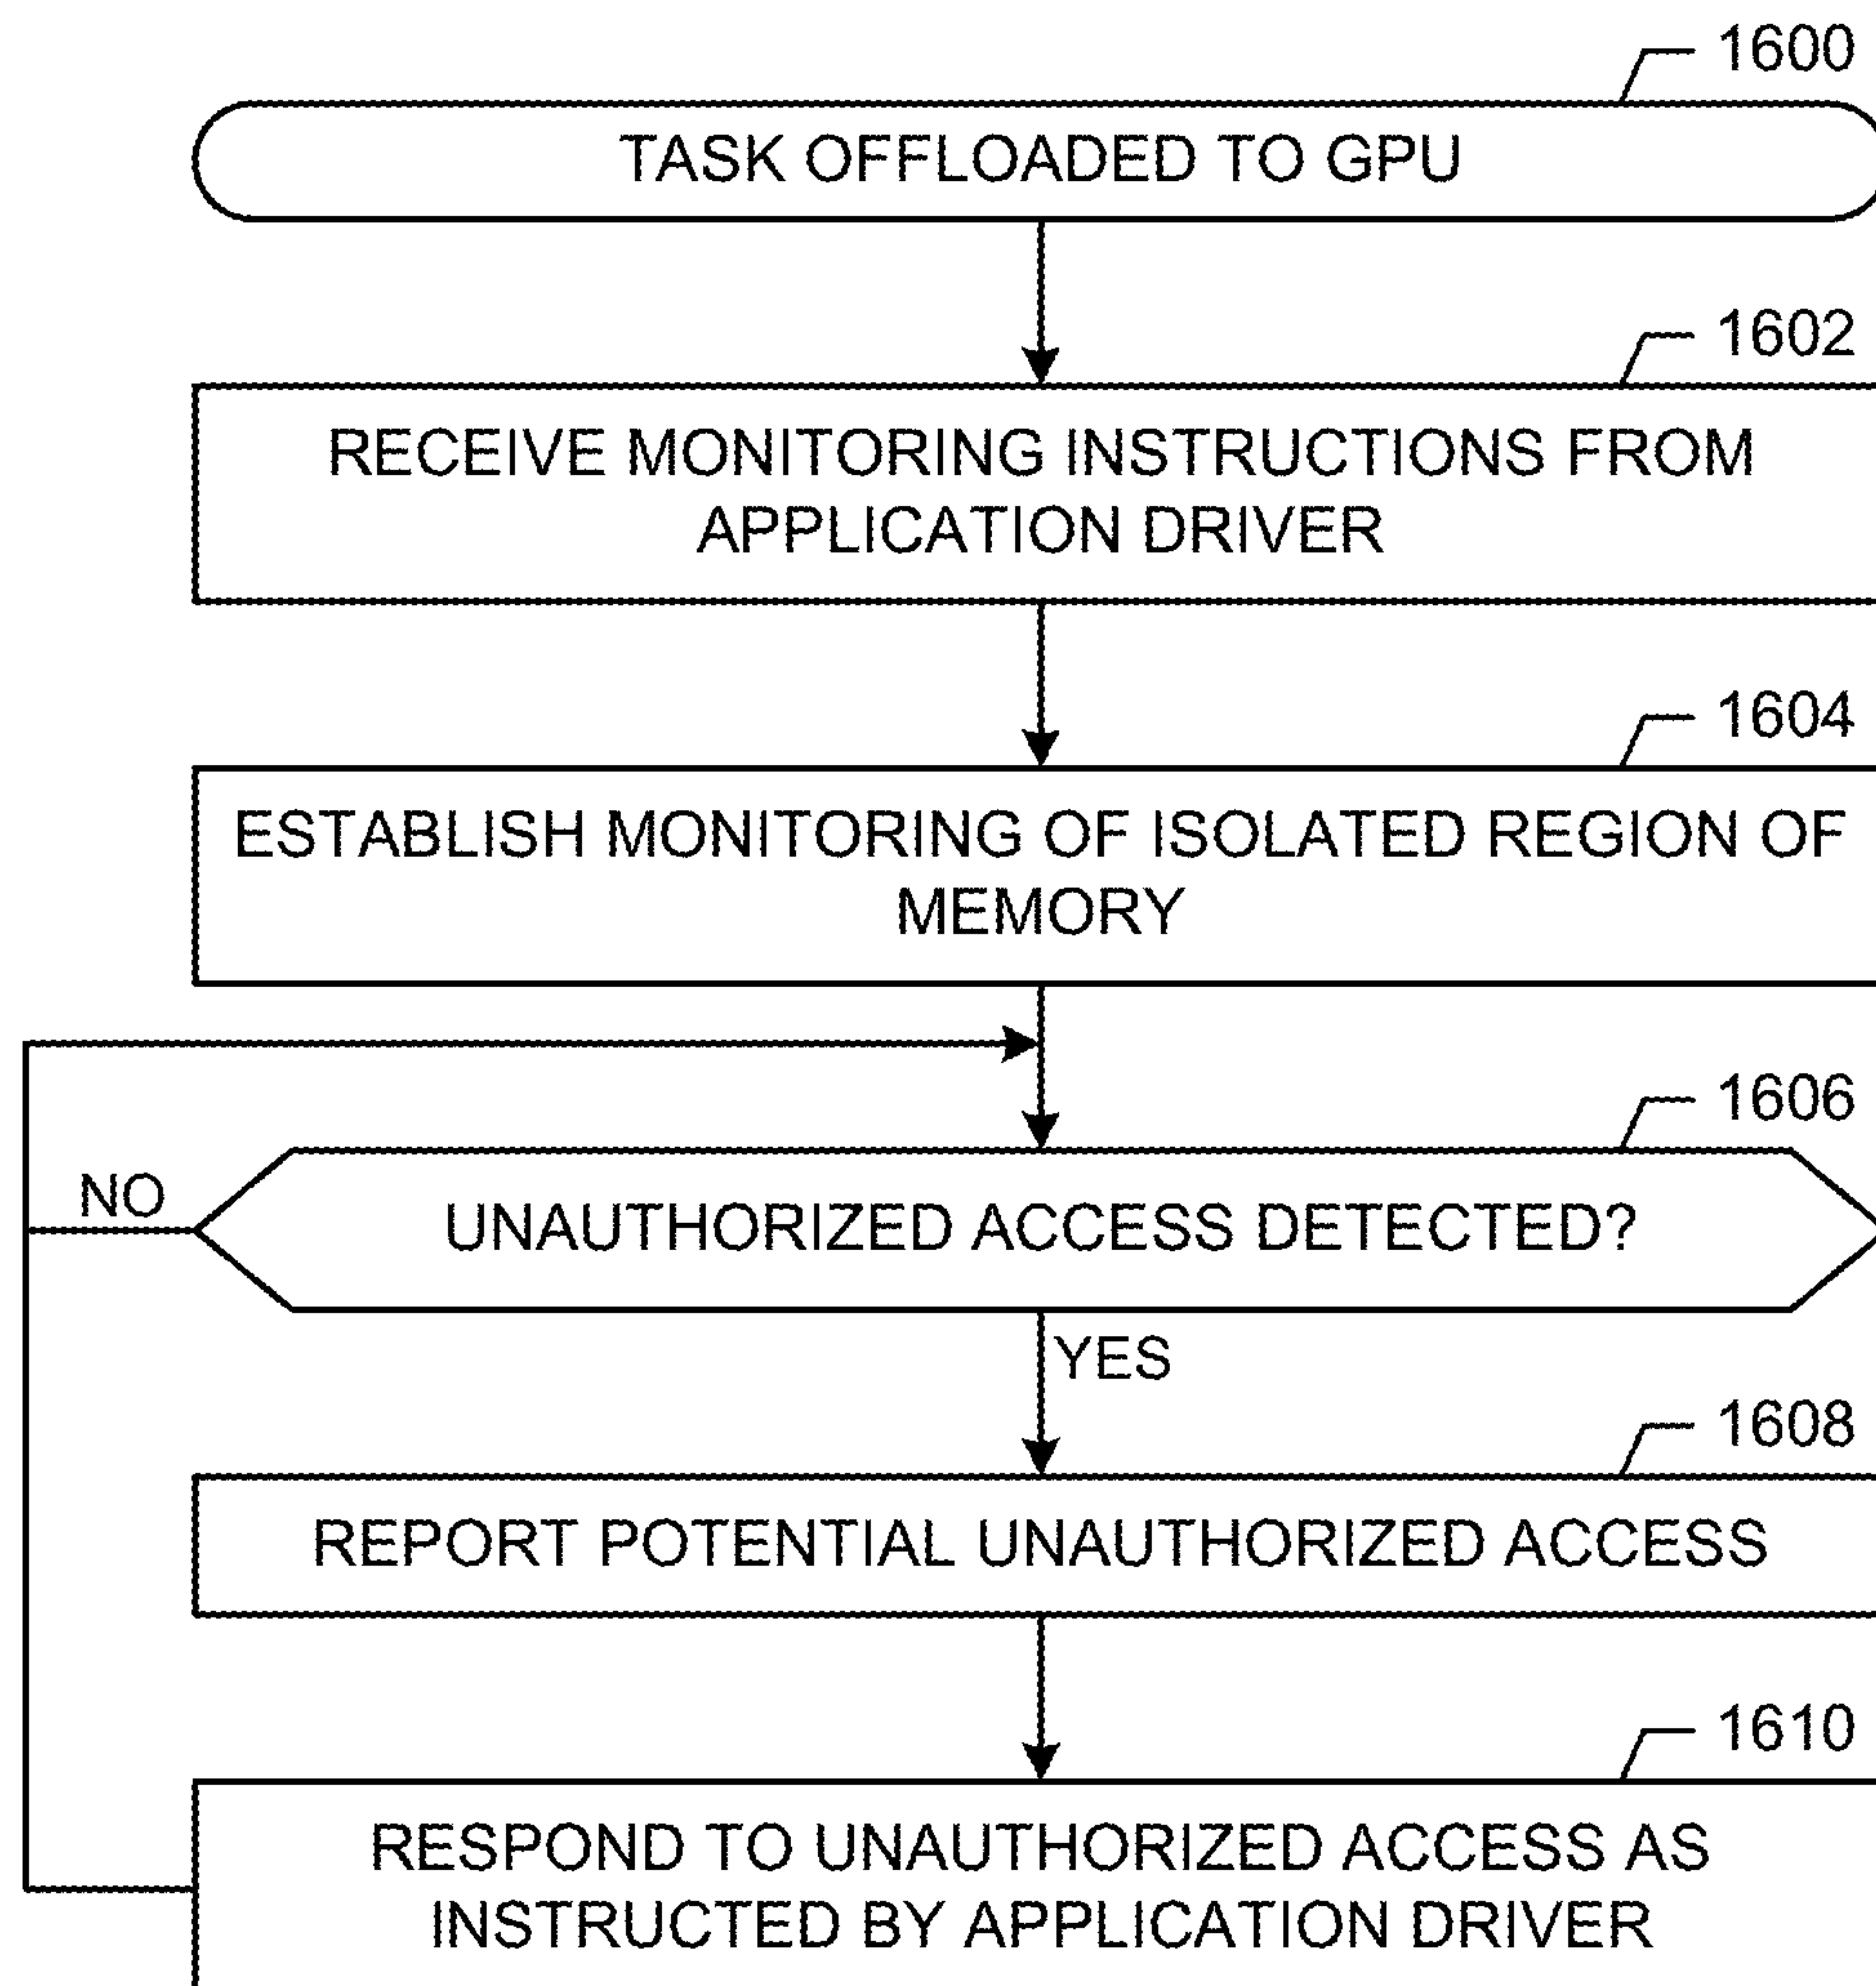 1600
TASK OFFLOADED TO GPU
1602
RECEIVE MONITORING INSTRUCTIONS FROM
APPLICATION DRIVER
1604
ESTABLISH MONITORING OF ISOLATED REGION OF
MEMORY
1606
NO
UNAUTHORIZED ACCESS DETECTED?
YES
1608
REPORT POTENTIAL UNAUTHORIZED ACCESS
1610
RESPOND TO UNAUTHORIZED ACCESS AS
INSTRUCTED BY APPLICATION DRIVER